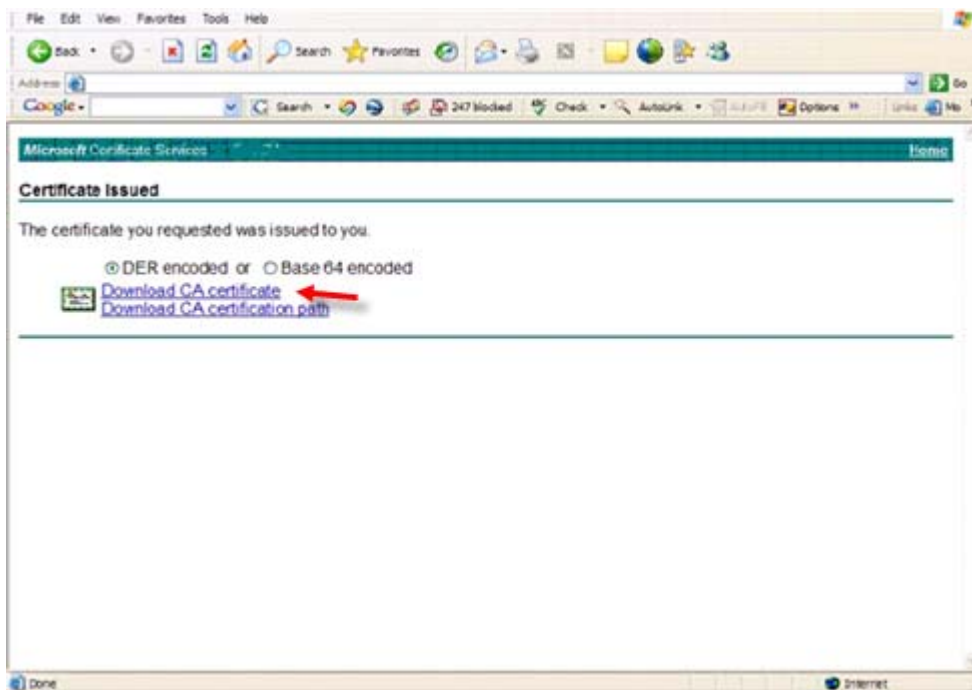 File Edit View Favorites Tools Help
Back Search Favorites
Address Go
Google Search 247 blocked Check AutoLink AutoFill Options » Links
Microsoft Certificate Services Home
Certificate Issued
The certificate you requested was issued to you.
DER encoded or Base 64 encoded
Download CA certificate
Download CA certification path
Done Internet